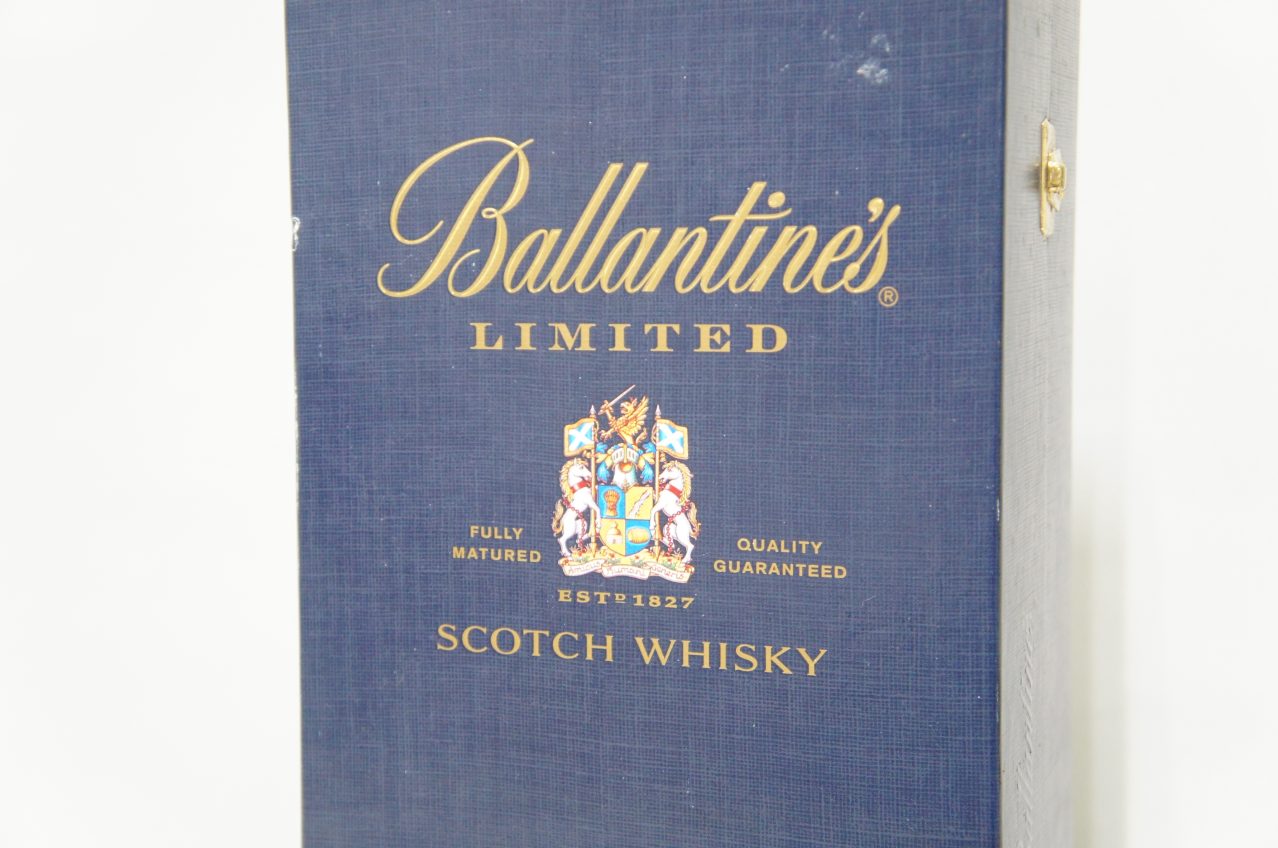 Ballantine's®
LIMITED
FULLY
MATURED
QUALITY
GUARANTEED
ESTD 1827
SCOTCH WHISKY